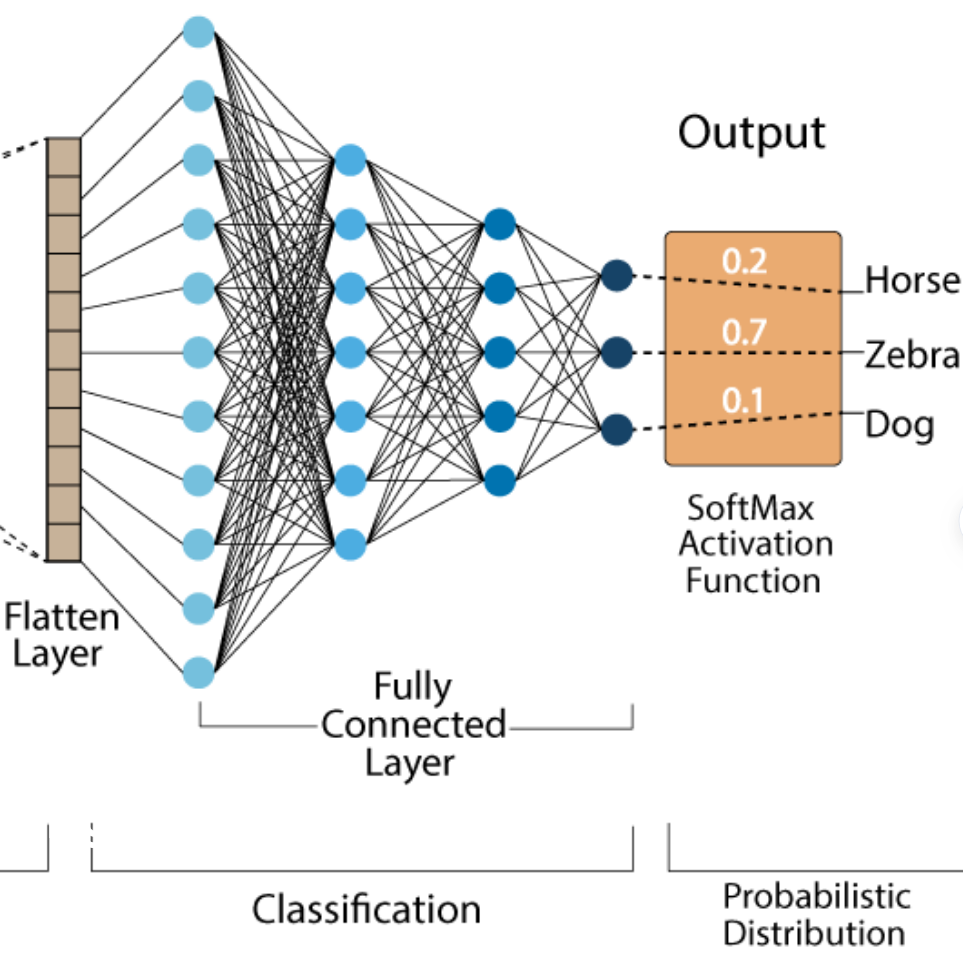 Output
0.2
Horse
0.7
Zebra
0.1
Dog
SoftMax
Activation
Function
Flatten
Layer
Fully
Connected
Layer
Classification
Probabilistic
Distribution